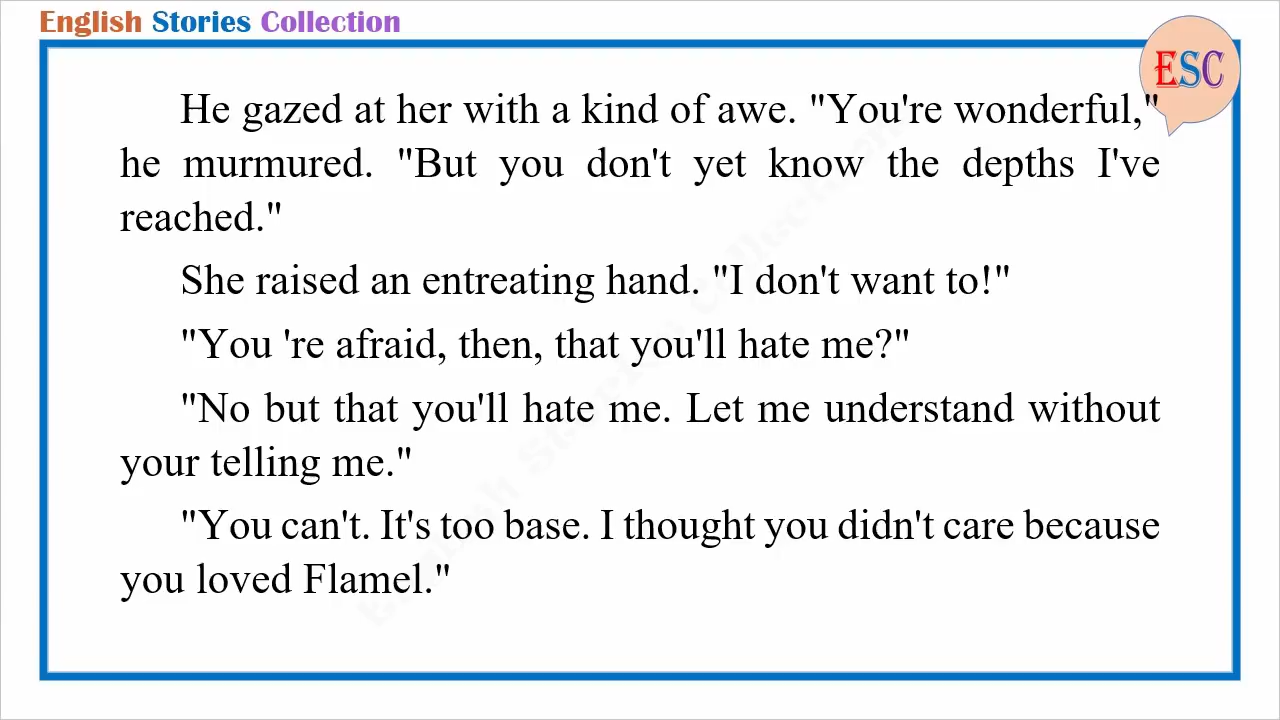 English Stories Collection
ESC
He gazed at her with a kind of awe. "You're wonderful,"
he murmured. "But you don't yet know the depths I've
reached."
She raised an entreating hand. "I don't want to!"
"You 're afraid, then, that you'll hate me?"
"No but that you'll hate me. Let me understand without
your telling me."
"You can't. It's too base. I thought you didn't care because
you loved Flamel."
English Stories Collection